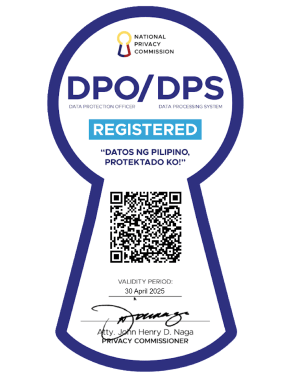 NATIONAL
PRIVACY
COMMISSION
DPO/DPS
DATA PROTECTION OFFICER DATA PROCESSING SYSTEM
REGISTERED
“DATOS NG PILIPINO,
PROTEKTADO KO!”
VALIDITY PERIOD:
30 April 2025
Atty. John Henry D. Naga
PRIVACY COMMISSIONER